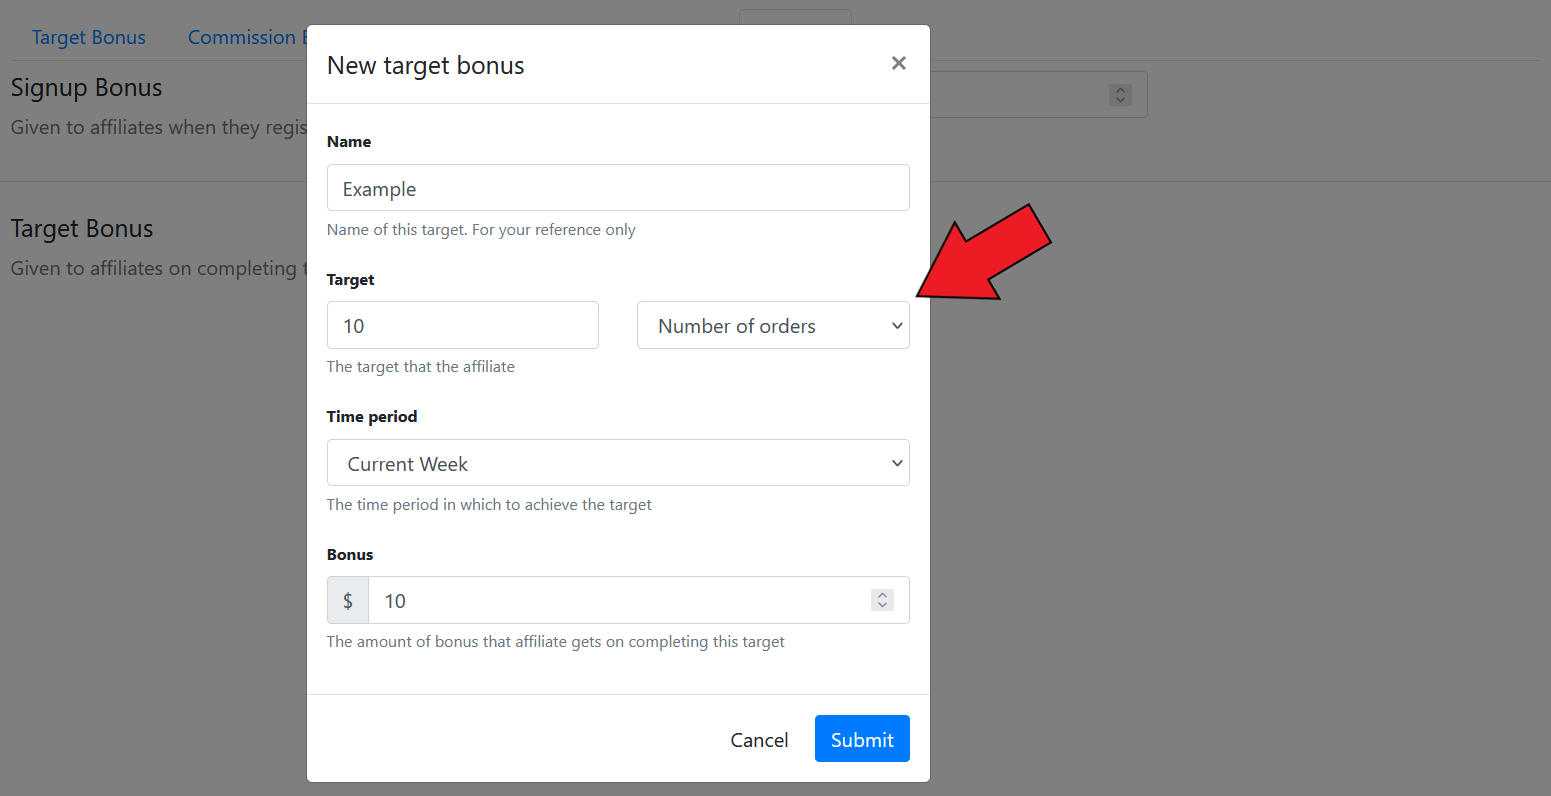 Target Bonus
Commission
Signup Bonus
Given to affiliates when they
Target Bonus
Given to affiliates on completing
New target bonus
×
Name
Example
Name of this target. For your reference only
Target
10
Number of orders
The target that the affiliate
Time period
Current Week
The time period in which to achieve the target
Bonus
$
10
The amount of bonus that affiliate gets on completing this target
Cancel
Submit